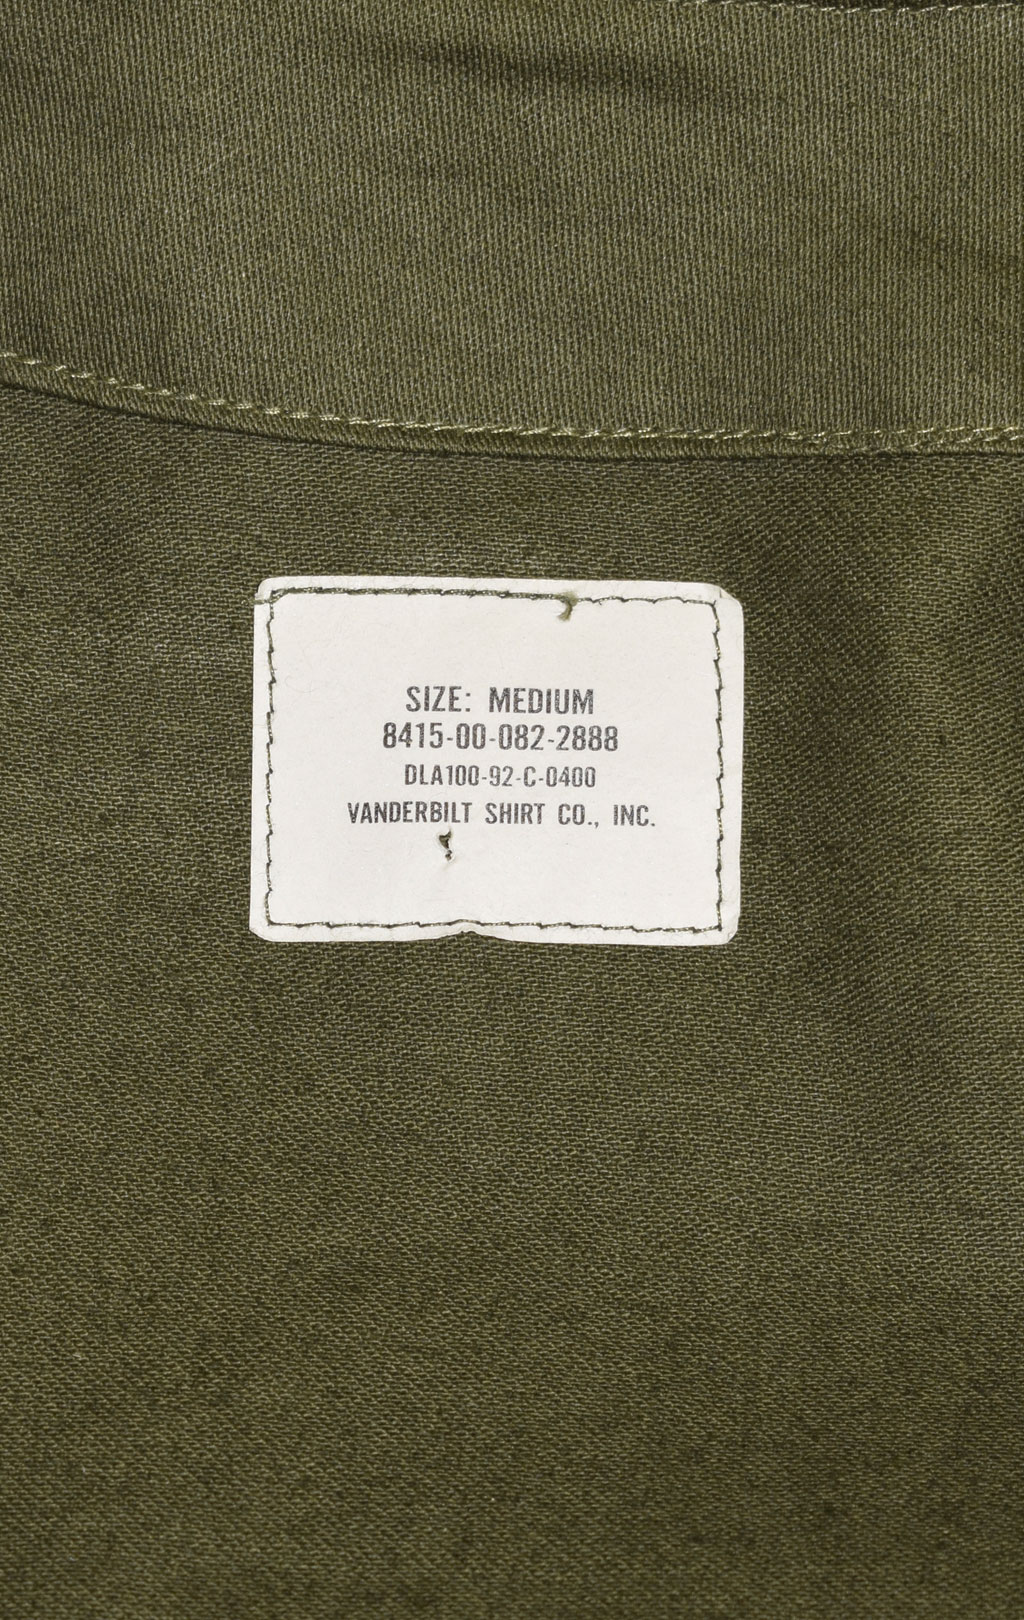 SIZE: MEDIUM
8415-00-082-2888
DLA100-92-C-0400
VANDERBILT SHIRT CO., INC.